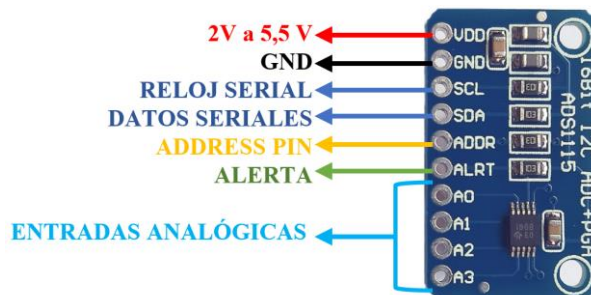 2V a 5,5 V
GND
RELOJ SERIAL
DATOS SERIALES
ADDRESS PIN
ALERTA
ENTRADAS ANALÓGICAS
VDD
GND
SCL
SDA
ADDR
ALRT
A0
A1
A2
A3
16Bit I2C ADC+PGA
ADS1115